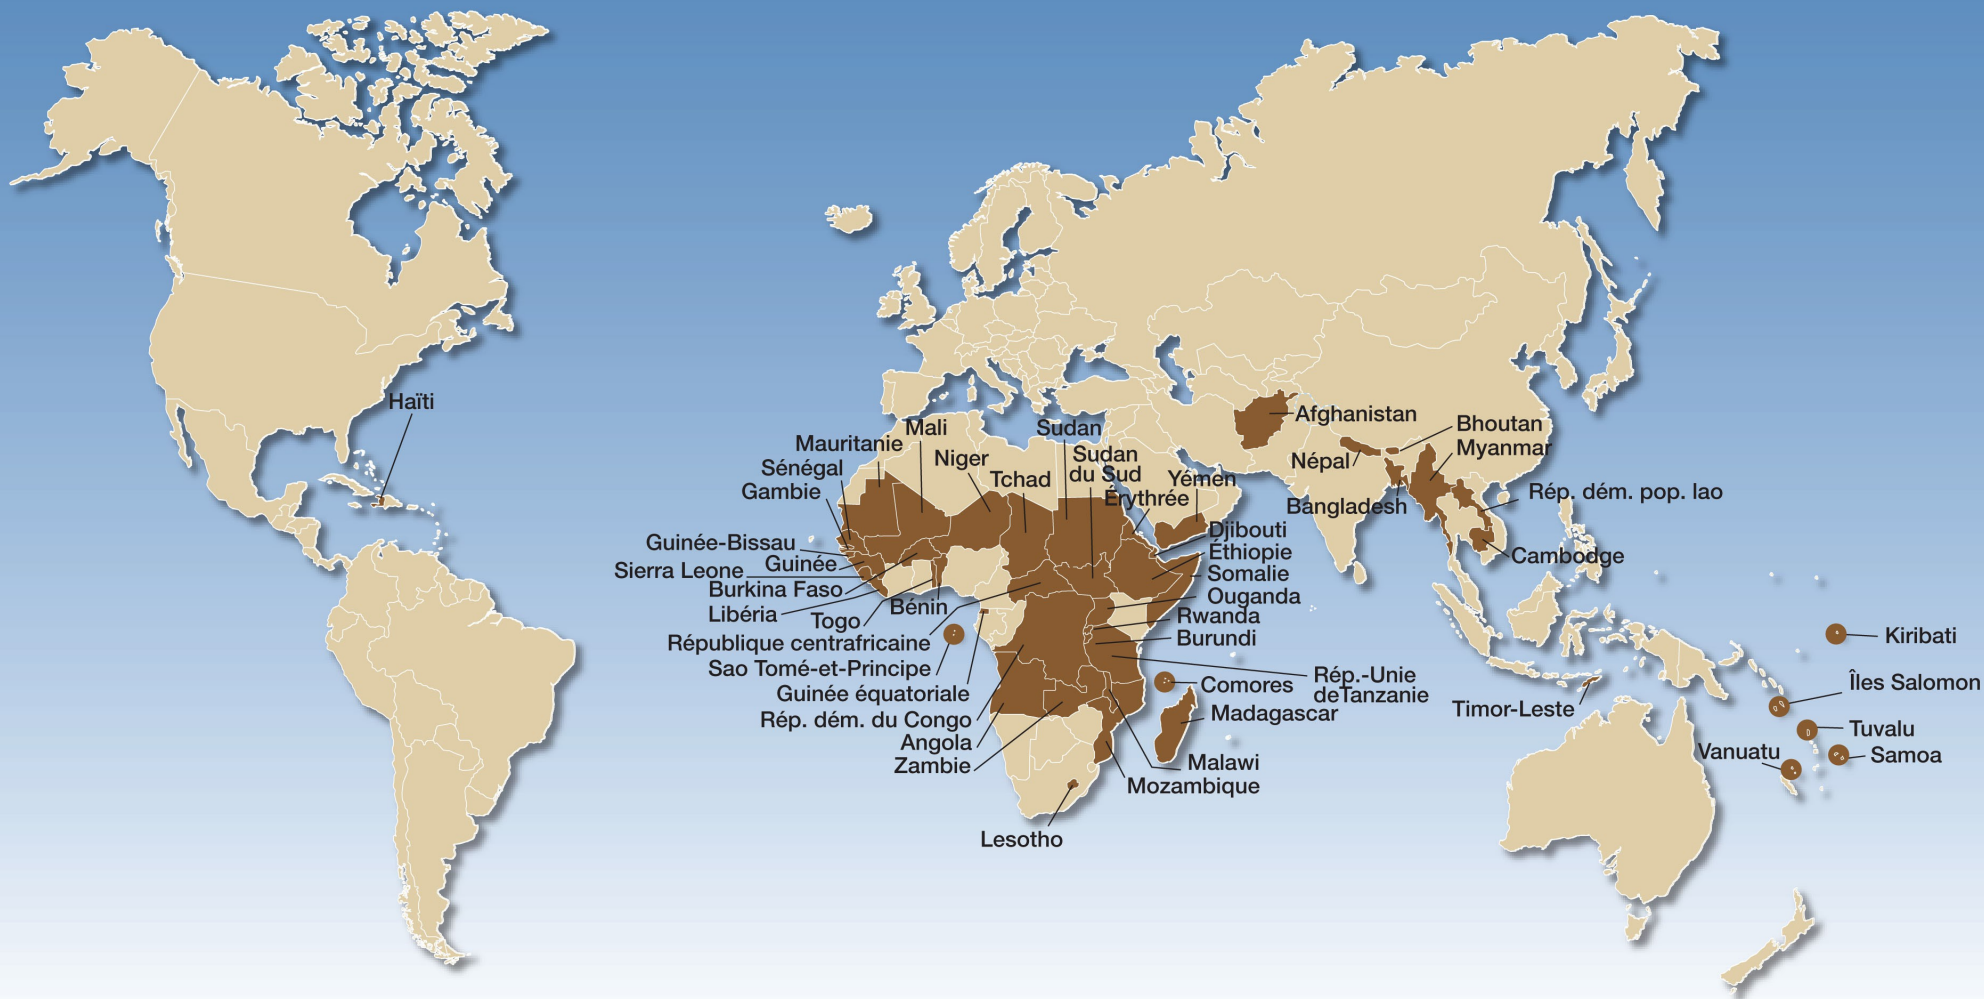 Haïti
Mauritanie
Mali
Sudan
Sénégal
Niger
Sudan
du Sud
Gambie
Tchad
Érythrée
Yémen
Afghanistan
Bhoutan
Népal
Myanmar
Bangladesh
Rép. dém. pop. lao
Cambodge
Djibouti
Éthiopie
Somalie
Ouganda
Rwanda
Burundi
Guinée-Bissau
Guinée
Sierra Leone
Burkina Faso
Libéria
Togo
Bénin
République centrafricaine
Sao Tomé-et-Principe
Guinée équatoriale
Rép. dém. du Congo
Angola
Zambie
Lesotho
Comores
Rép.-Unie
deTanzanie
Madagascar
Malawi
Mozambique
Timor-Leste
Kiribati
Îles Salomon
Tuvalu
Vanuatu
Samoa